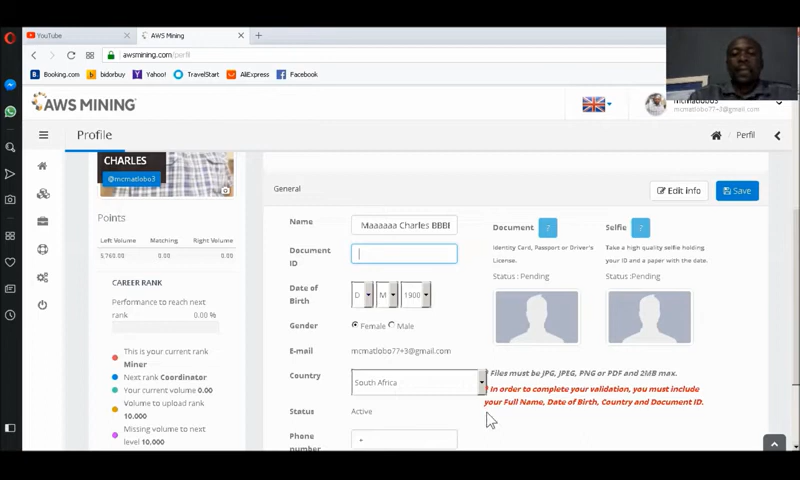 YouTube
AWS Mining
awsmining.com/perfil
Booking.com
bidorbuy
Yahoo!
TravelStart
AliExpress
Facebook
AWS MINING
mcmatlobo3
mcmatlobo77+3@gmail.com
Profile
Perfil
CHARLES
@mcmatlobo3
General
Edit info
Save
Points
Left Volume Matching Right Volume
5,760.00 0.00 0.00
CAREER RANK
Performance to reach next
rank 0.00 %
This is your current rank
Miner
Next rank Coordinator
Your current volume 0.00
Volume to upload rank
10.000
Missing volume to next
level 10.000
Name Maaaaaa Charles BBBI
Document
ID
Date of
Birth D M 1900
Gender Female Male
E-mail mcmatlobo77+3@gmail.com
Country South Africa
Status Active
Phone +
number
Document ?
Identity Card, Passport or Driver's
License.
Status : Pending
Selfie ?
Take a high quality selfie holding
your ID and a paper with the date.
Status :Pending
Files must be JPG, JPEG, PNG or PDF and 2MB max.
In order to complete your validation, you must include
your Full Name, Date of Birth, Country and Document ID.